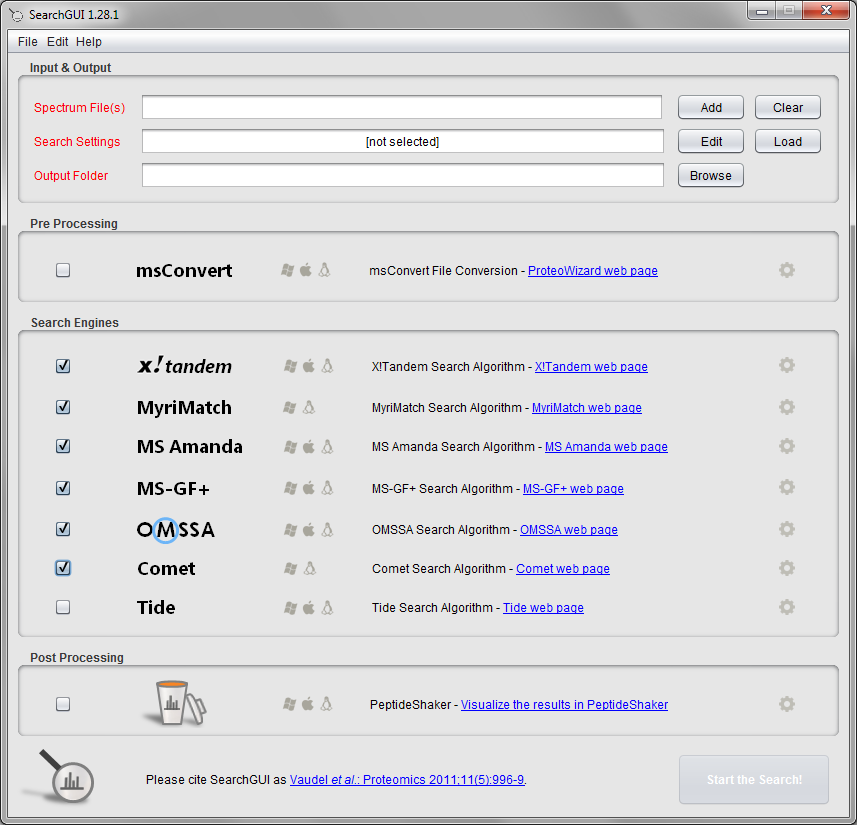 SearchGUI 1.28.1
File Edit Help
Input & Output
Spectrum File(s) Add Clear
Search Settings [not selected] Edit Load
Output Folder Browse
Pre Processing
msConvert msConvert File Conversion - ProteoWizard web page
Search Engines
X!tandem X!Tandem Search Algorithm - X!Tandem web page
MyriMatch MyriMatch Search Algorithm - MyriMatch web page
MS Amanda MS Amanda Search Algorithm - MS Amanda web page
MS-GF+ MS-GF+ Search Algorithm - MS-GF+ web page
OMSSA OMSSA Search Algorithm - OMSSA web page
Comet Comet Search Algorithm - Comet web page
Tide Tide Search Algorithm - Tide web page
Post Processing
PeptideShaker - Visualize the results in PeptideShaker
Please cite SearchGUI as Vaudel et al.: Proteomics 2011;11(5):996-9. Start the Search!